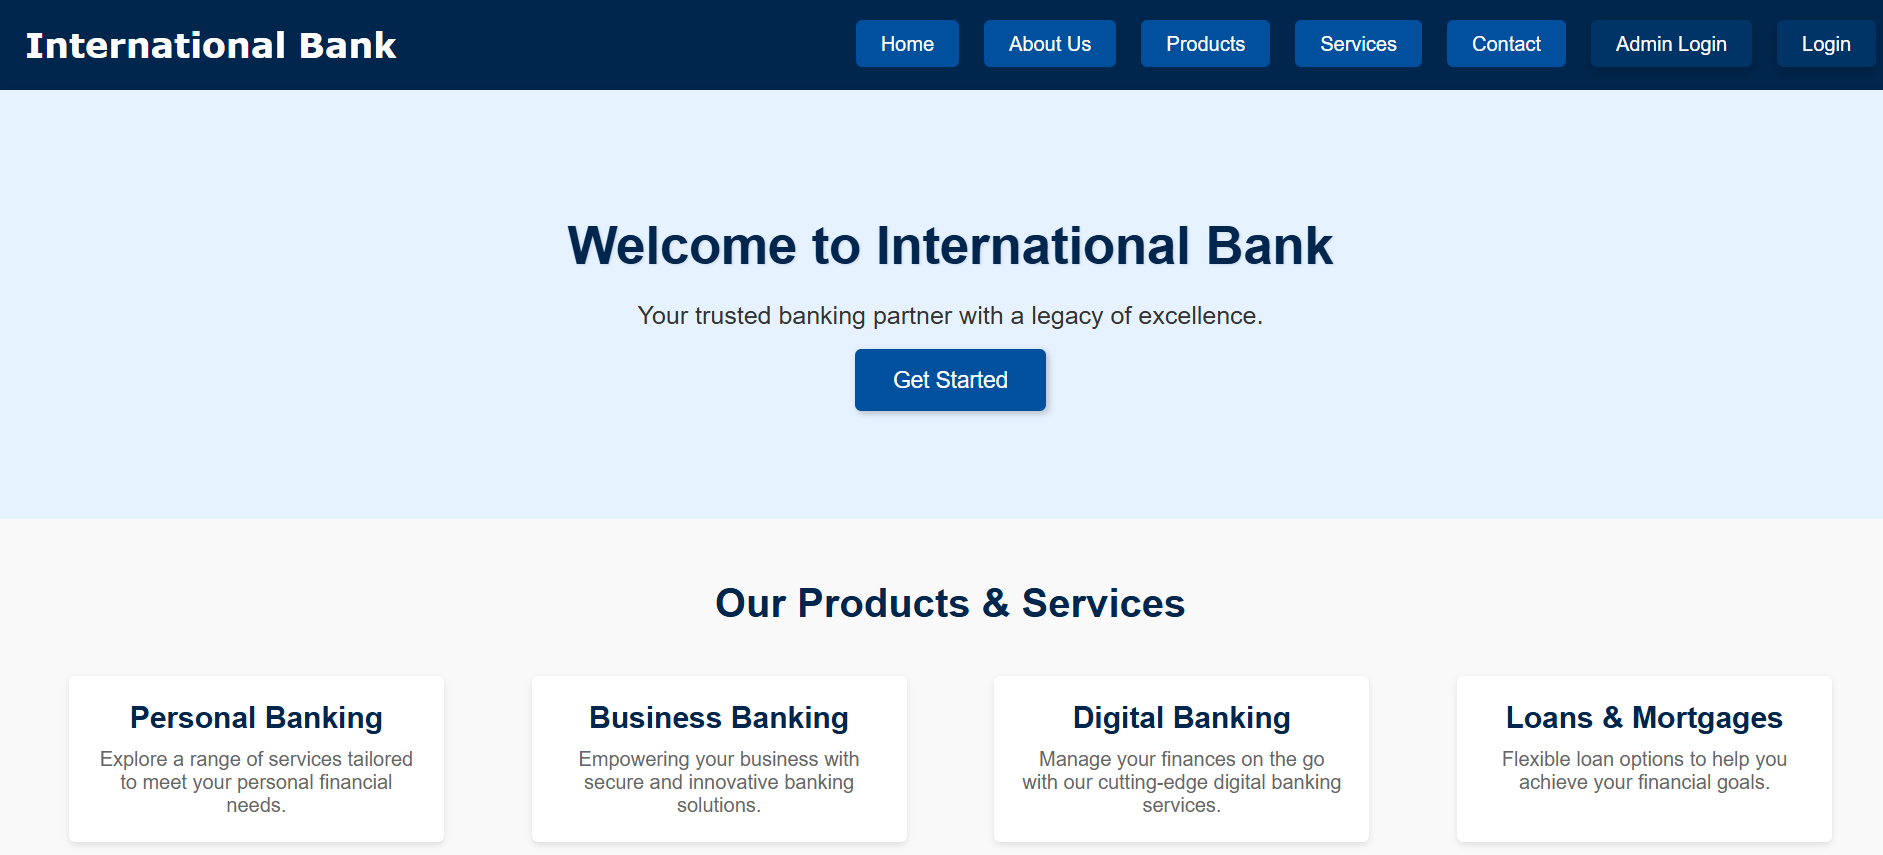 International Bank
Home
About Us
Products
Services
Contact
Admin Login
Login
Welcome to International Bank
Your trusted banking partner with a legacy of excellence.
Get Started
Our Products & Services
Personal Banking
Explore a range of services tailored
to meet your personal financial
needs.
Business Banking
Empowering your business with
secure and innovative banking
solutions.
Digital Banking
Manage your finances on the go
with our cutting-edge digital banking
services.
Loans & Mortgages
Flexible loan options to help you
achieve your financial goals.